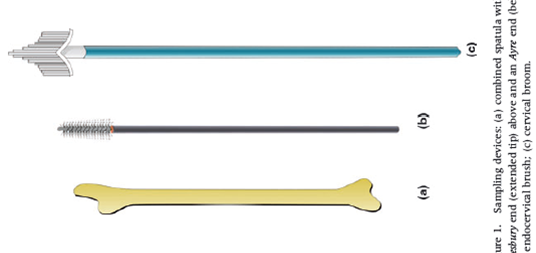 (c)
(b)
(a)
ure 1. Sampling devices: (a) combined spatula wit
esbury end (extended tip) above and an Ayre end (be
endocervical brush; (c) cervical broom.